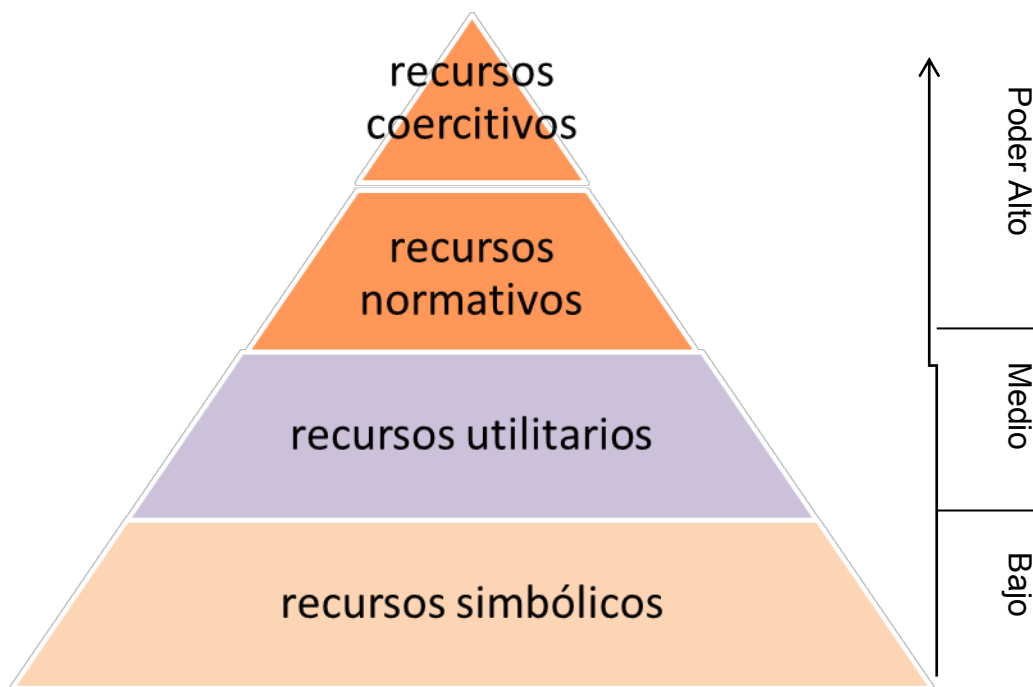 recursos
coercitivos
recursos
normativos
recursos utilitarios
recursos simbólicos
Poder Alto
Medio
Bajo